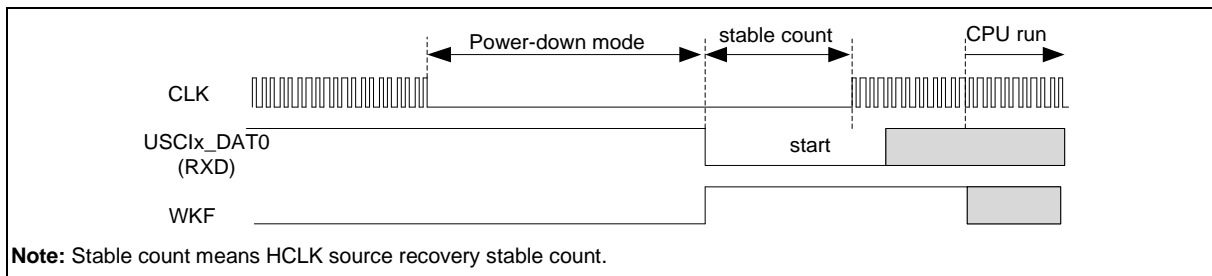 Power-down mode
stable count
CPU run
CLK
USCIx_DAT0
(RXD)
start
WKF
Note: Stable count means HCLK source recovery stable count.